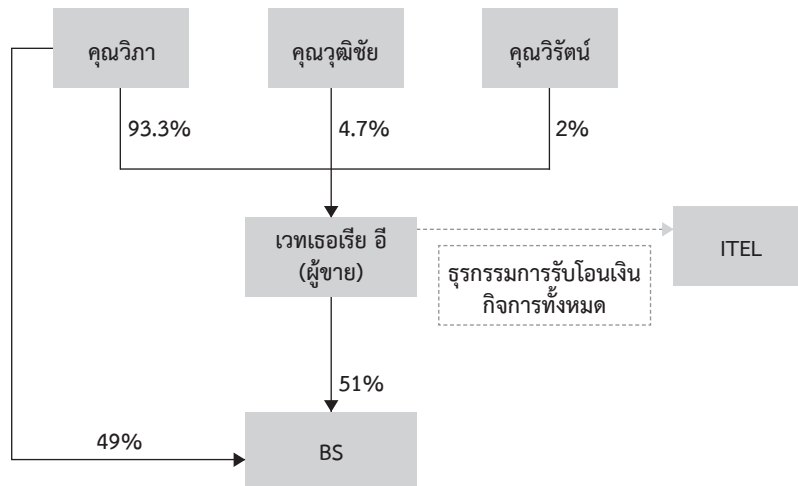 คุณวิภา
คุณวุฒิชัย
คุณวิรัตน์
93.3%
4.7%
2%
เวทเธอเรีย อี
(ผู้ขาย)
ITEL
ธุรกรรมการรับโอนเงิน
กิจการทั้งหมด
51%
49%
BS